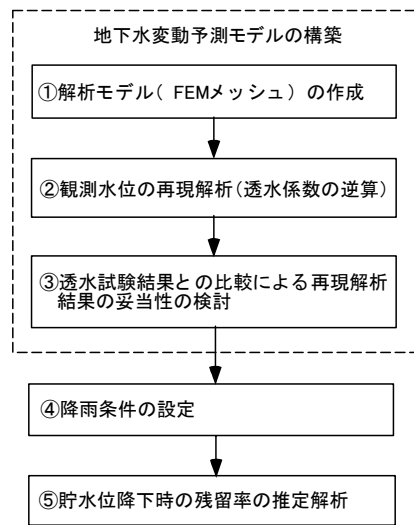 地下水変動予測モデルの構築
①解析モデル( FEMメッシュ) の作成
②観測水位の再現解析(透水係数の逆算)
③透水試験結果との比較による再現解析
結果の妥当性の検討
④降雨条件の設定
⑤貯水位降下時の残留率の推定解析